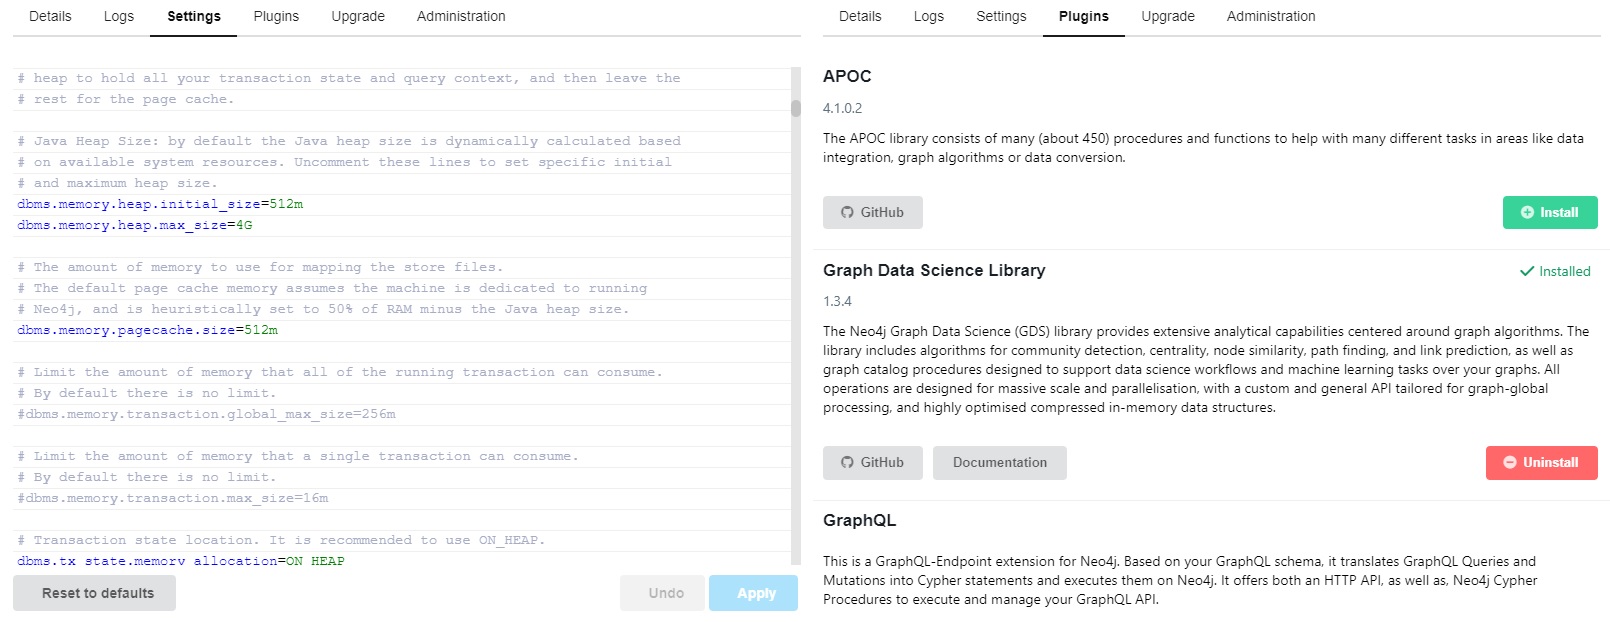 Details Logs Settings Plugins Upgrade Administration
# heap to hold all your transaction state and query context, and then leave the
# rest for the page cache.
# Java Heap Size: by default the Java heap size is dynamically calculated based
# on available system resources. Uncomment these lines to set specific initial
# and maximum heap size.
dbms.memory.heap.initial_size=512m
dbms.memory.heap.max_size=4G
# The amount of memory to use for mapping the store files.
# The default page cache memory assumes the machine is dedicated to running
# Neo4j, and is heuristically set to 50% of RAM minus the Java heap size.
dbms.memory.pagecache.size=512m
# Limit the amount of memory that all of the running transaction can consume.
# By default there is no limit.
#dbms.memory.transaction.global_max_size=256m
# Limit the amount of memory that a single transaction can consume.
# By default there is no limit.
#dbms.memory.transaction.max_size=16m
# Transaction state location. It is recommended to use ON_HEAP.
dbms.tx_state.memory_allocation=ON_HEAP
Reset to defaults Undo Apply
Details Logs Settings Plugins Upgrade Administration
APOC
4.1.0.2
The APOC library consists of many (about 450) procedures and functions to help with many different tasks in areas like data
integration, graph algorithms or data conversion.
GitHub Install
Graph Data Science Library Installed
1.3.4
The Neo4j Graph Data Science (GDS) library provides extensive analytical capabilities centered around graph algorithms. The
library includes algorithms for community detection, centrality, node similarity, path finding, and link prediction, as well as
graph catalog procedures designed to support data science workflows and machine learning tasks over your graphs. All
operations are designed for massive scale and parallelisation, with a custom and general API tailored for graph-global
processing, and highly optimised compressed in-memory data structures.
GitHub Documentation Uninstall
GraphQL
This is a GraphQL-Endpoint extension for Neo4j. Based on your GraphQL schema, it translates GraphQL Queries and
Mutations into Cypher statements and executes them on Neo4j. It offers both an HTTP API, as well as, Neo4j Cypher
Procedures to execute and manage your GraphQL API.